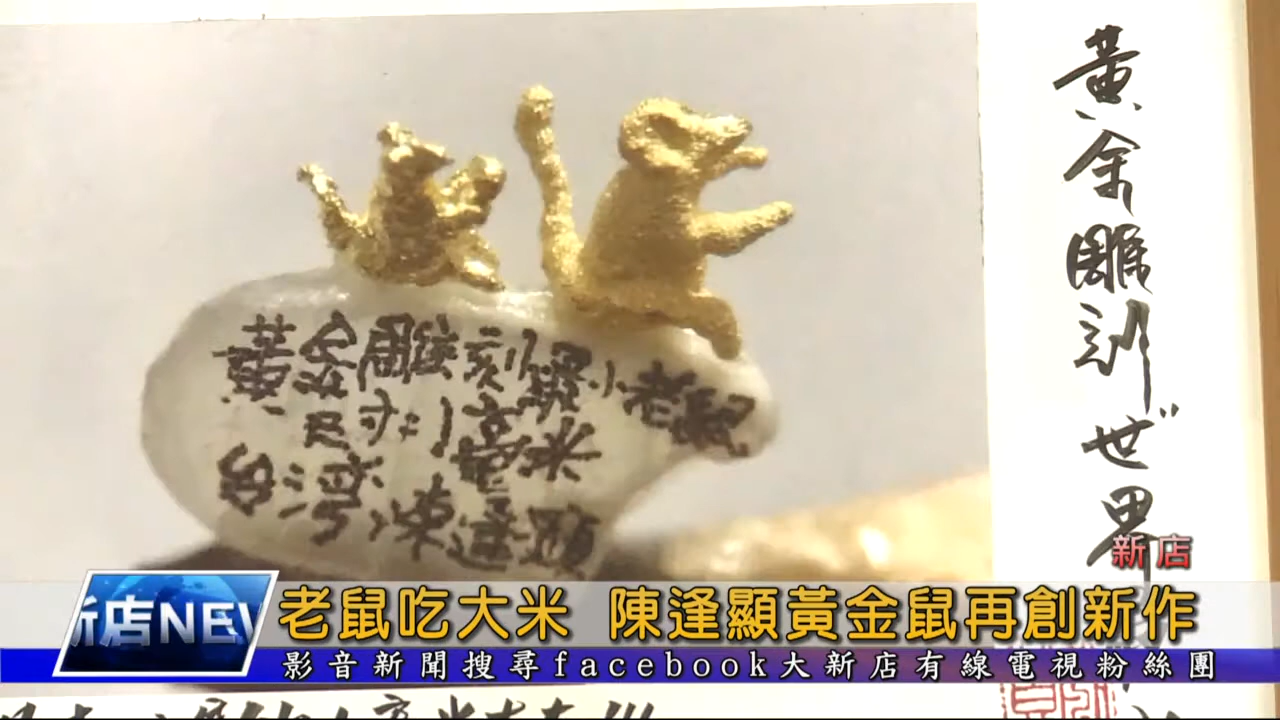 黃金雕刻世界
黃金雕刻最小老鼠
尺寸:1毫米
台灣,陳逢顯
新店
新店NEW
老鼠吃大米 陳逢顯黃金鼠再創新作
影音新聞搜尋facebook大新店有線電視粉絲團